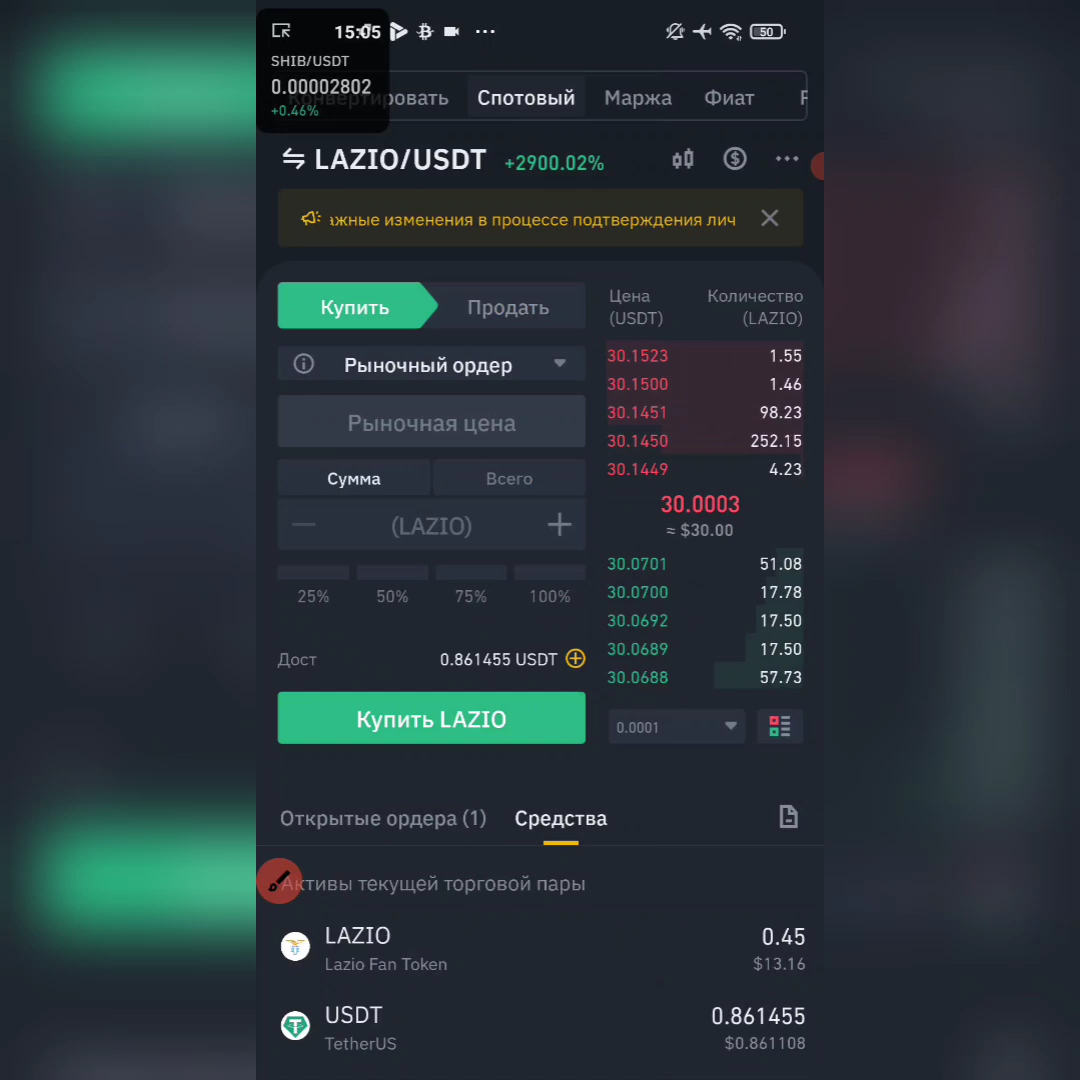 15:05
50
SHIB/USDT
0.00002802
+0.46%
Конвертировать Спотовый Маржа Фиат
LAZIO/USDT +2900.02%
ажные изменения в процессе подтверждения лич
Купить Продать
Рыночный ордер
Рыночная цена
Сумма Всего
(LAZIO)
25% 50% 75% 100%
Дост 0.861455 USDT
Купить LAZIO
Цена Количество
(USDT) (LAZIO)
30.1523 1.55
30.1500 1.46
30.1451 98.23
30.1450 252.15
30.1449 4.23
30.0003
≈ $30.00
30.0701 51.08
30.0700 17.78
30.0692 17.50
30.0689 17.50
30.0688 57.73
0.0001
Открытые ордера (1) Средства
Активы текущей торговой пары
LAZIO 0.45
Lazio Fan Token $13.16
USDT 0.861455
TetherUS $0.861108